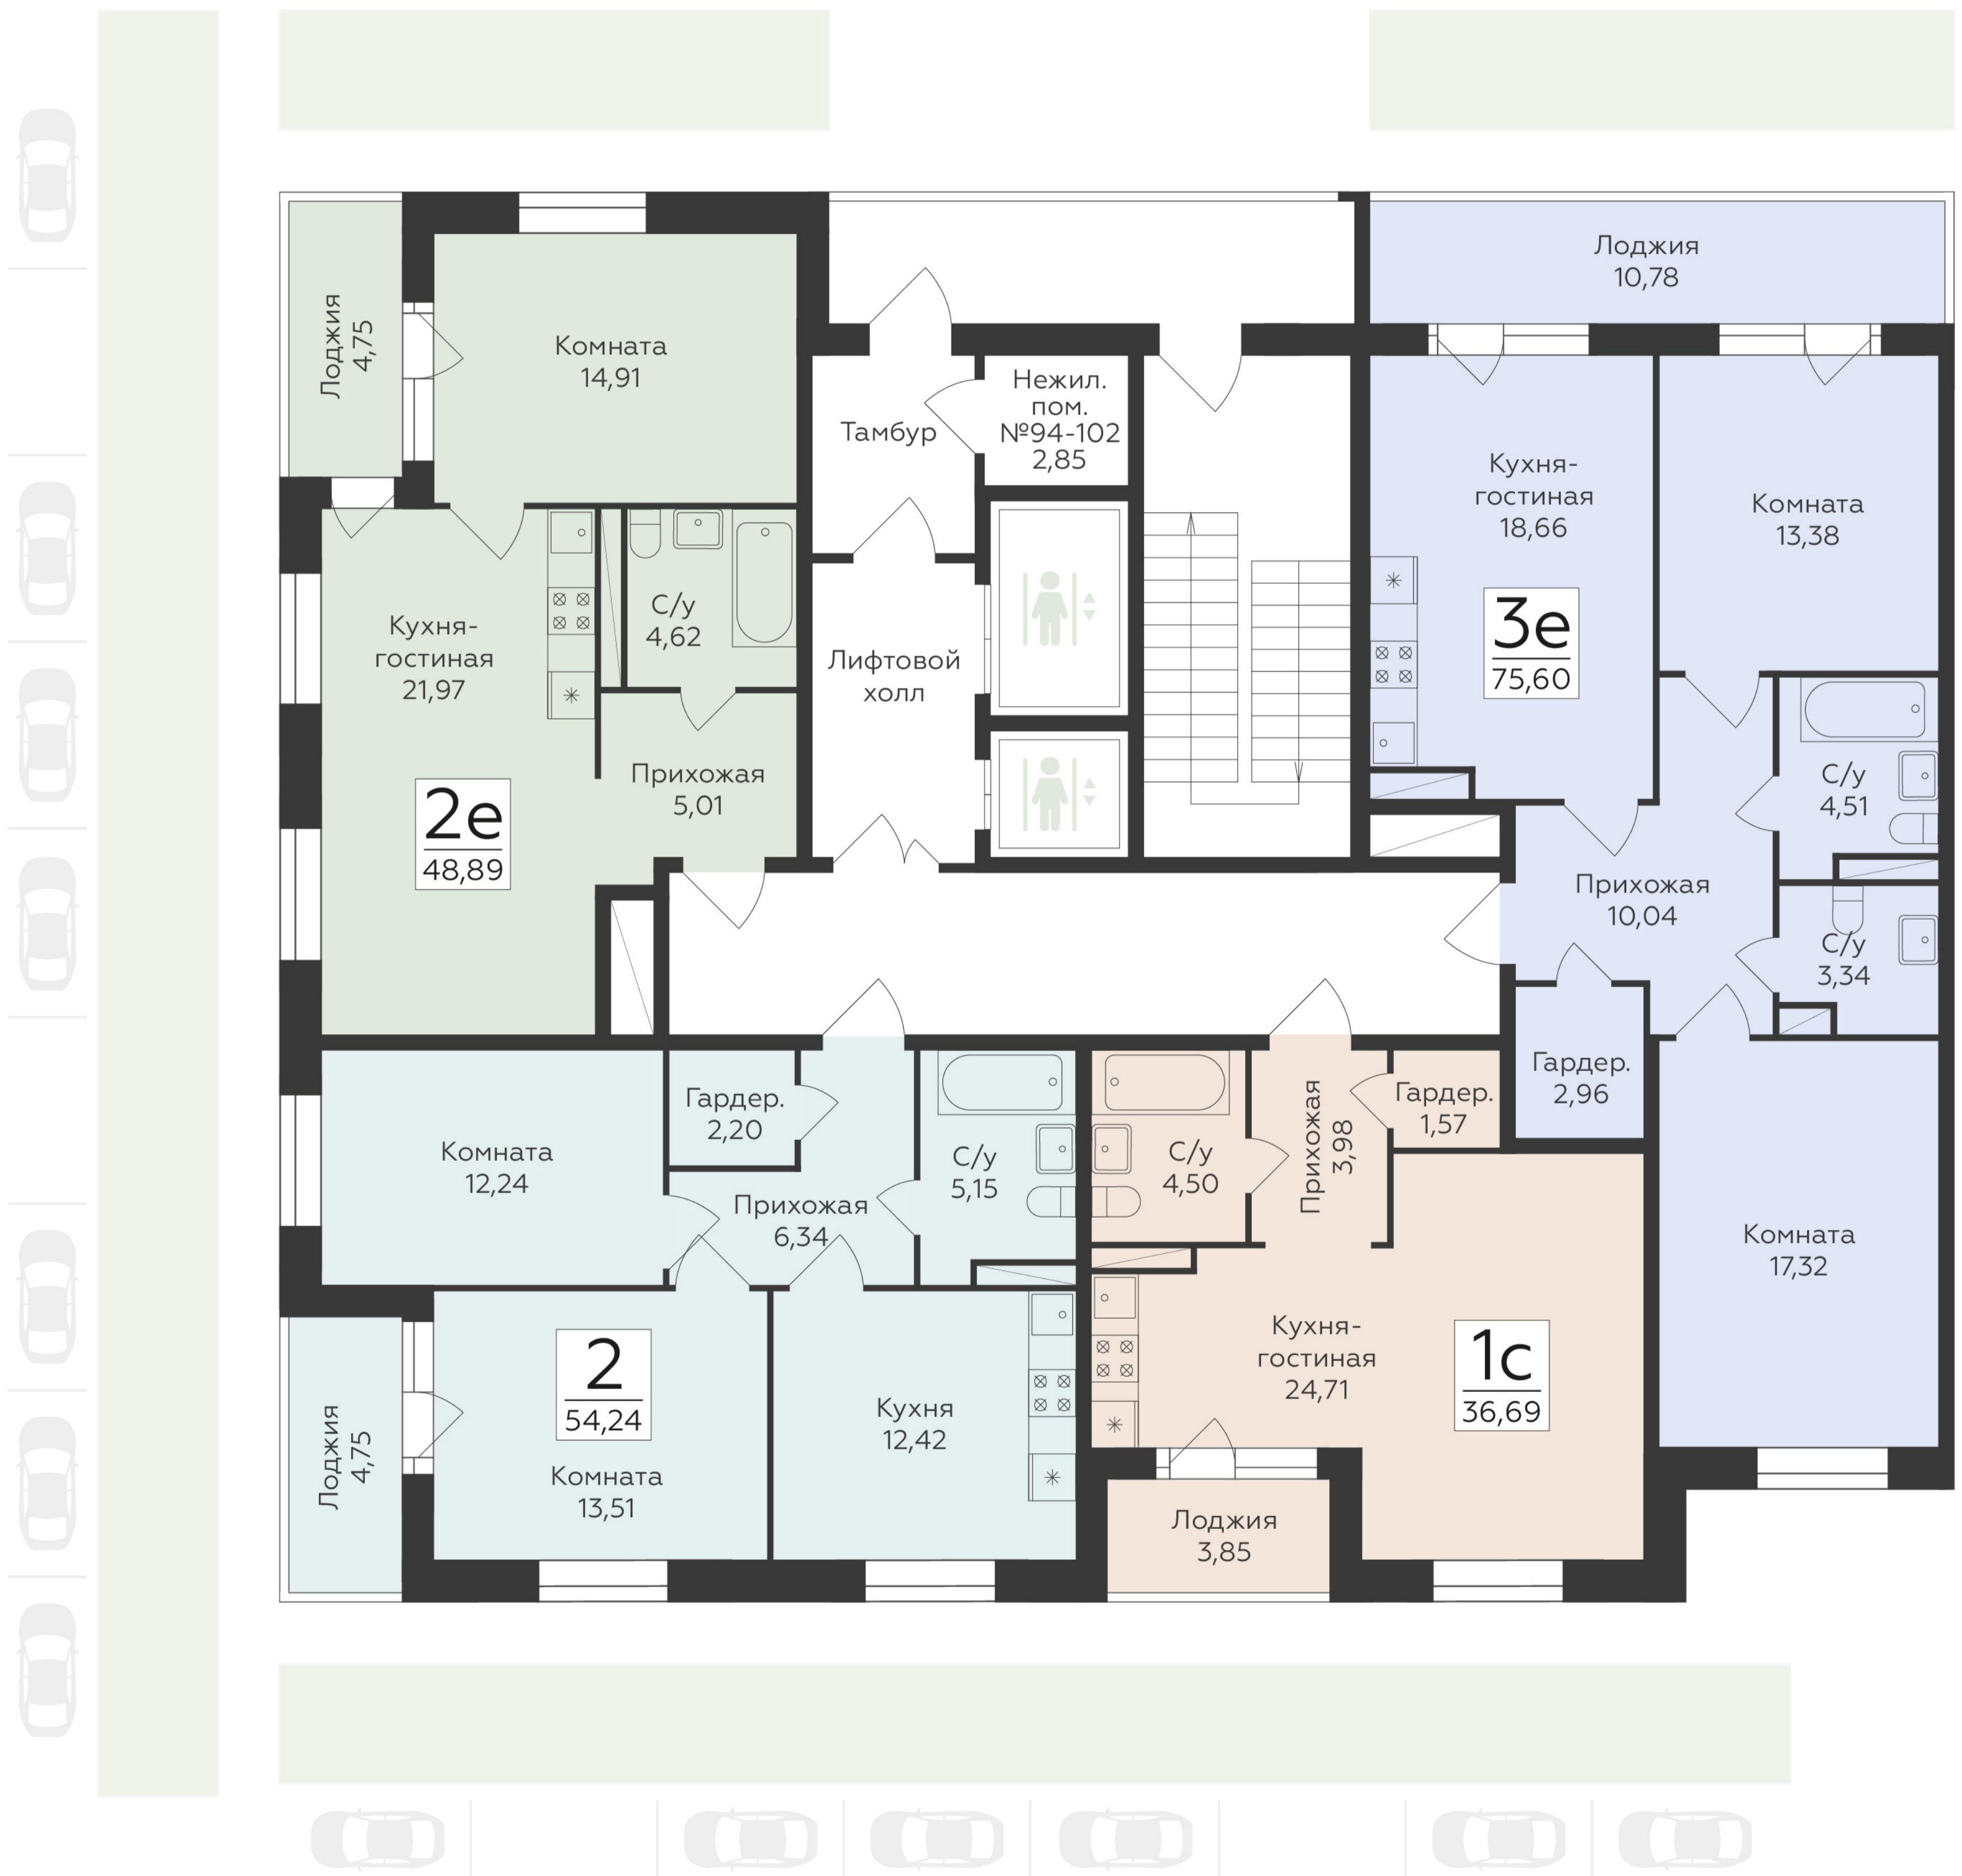 Лоджия
4,75
Комната
14,91
Кухня-
гостиная
21,97
С/у
4,62
Прихожая
5,01
2е
48,89
Тамбур
Нежил.
пом.
№94-102
2,85
Лифтовой
холл
Лоджия
10,78
Кухня-
гостиная
18,66
3е
75,60
Комната
13,38
С/у
4,51
Прихожая
10,04
С/у
3,34
Гардер.
2,96
Комната
17,32
Комната
12,24
Гардер.
2,20
Прихожая
6,34
С/у
5,15
2
54,24
Комната
13,51
Лоджия
4,75
Кухня
12,42
С/у
4,50
Прихожая
3,98
Гардер.
1,57
Кухня-
гостиная
24,71
1с
36,69
Лоджия
3,85